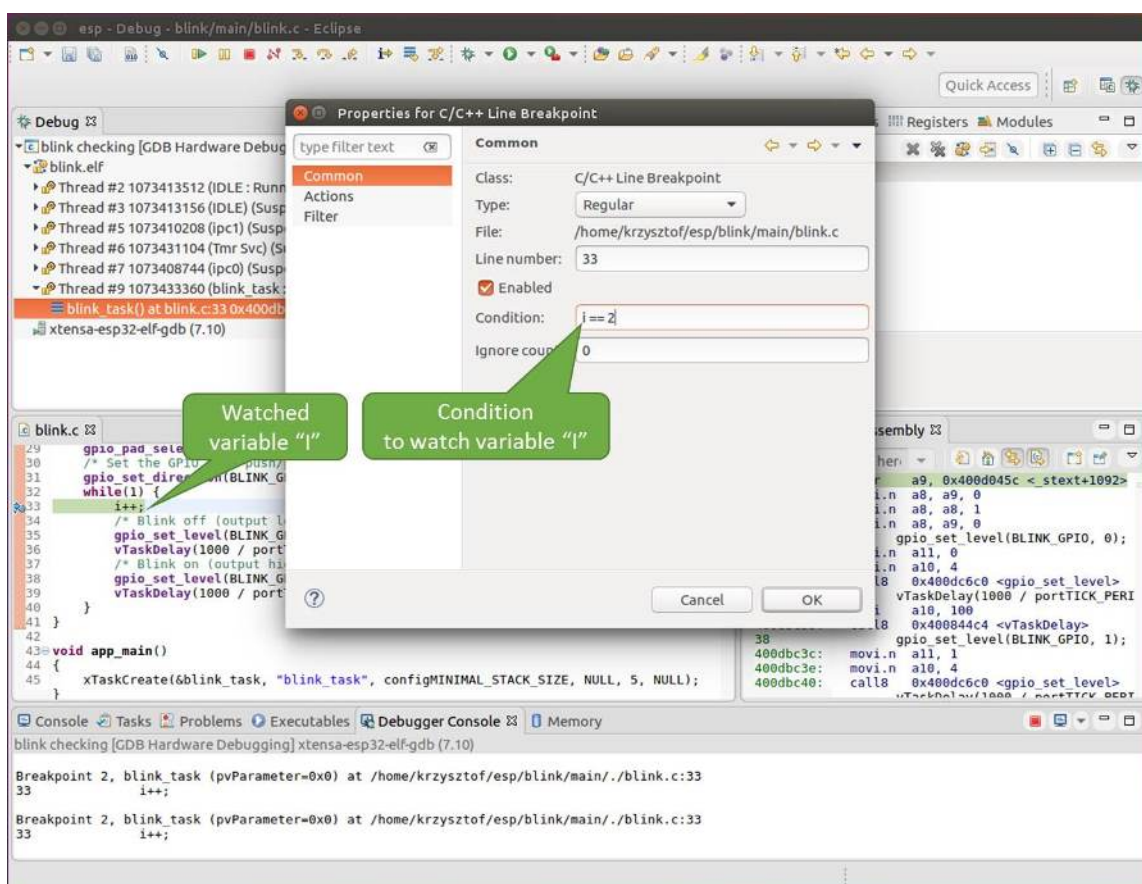 esp - Debug - blink/main/blink.c - Eclipse
Quick Access
Debug
Registers Modules
blink checking [GDB Hardware Debug
blink.elf
Thread #2 1073413512 (IDLE : Runn
Thread #3 1073413156 (IDLE) (Susp
Thread #5 1073410208 (ipc1) (Susp
Thread #6 1073431104 (Tmr Svc) (S
Thread #7 1073408744 (ipc0) (Susp
Thread #9 1073433360 (blink_task :
blink_task() at blink.c:33 0x400db
xtensa-esp32-elf-gdb (7.10)
Properties for C/C++ Line Breakpoint
type filter text
Common
Actions
Filter
Common
Class: C/C++ Line Breakpoint
Type: Regular
File: /home/krzysztof/esp/blink/main/blink.c
Line number: 33
Enabled
Condition: i == 2
Ignore coun 0
Cancel OK
Watched
variable “I”
Condition
to watch variable “I”
blink.c
29 gpio_pad_sele
30 /* Set the GPIO push/
31 gpio_set_dire on(BLINK_G
32 while(1) {
33 i++;
34 /* Blink off (output l
35 gpio_set_level(BLINK_G
36 vTaskDelay(1000 / port
37 /* Blink on (output hi
38 gpio_set_level(BLINK_G
39 vTaskDelay(1000 / port
40 }
41 }
42
43 void app_main()
44 {
45 xTaskCreate(&blink_task, "blink_task", configMINIMAL_STACK_SIZE, NULL, 5, NULL);
}
sembly
her
r a9, 0x400d045c <_stext+1092>
i.n a8, a9, 0
i.n a8, a8, 1
i.n a8, a9, 0
gpio_set_level(BLINK_GPIO, 0);
i.n a11, 0
i.n a10, 4
l8 0x400dc6c0 <gpio_set_level>
vTaskDelay(1000 / portTICK_PERI
i a10, 100
l8 0x400844c4 <vTaskDelay>
38 gpio_set_level(BLINK_GPIO, 1);
400dbc3c: movi.n a11, 1
400dbc3e: movi.n a10, 4
400dbc40: call8 0x400dc6c0 <gpio_set_level>
vTaskDelay(1000 / portTICK_PERI
Console Tasks Problems Executables Debugger Console Memory
blink checking [GDB Hardware Debugging] xtensa-esp32-elf-gdb (7.10)
Breakpoint 2, blink_task (pvParameter=0x0) at /home/krzysztof/esp/blink/main/./blink.c:33
33 i++;
Breakpoint 2, blink_task (pvParameter=0x0) at /home/krzysztof/esp/blink/main/./blink.c:33
33 i++;